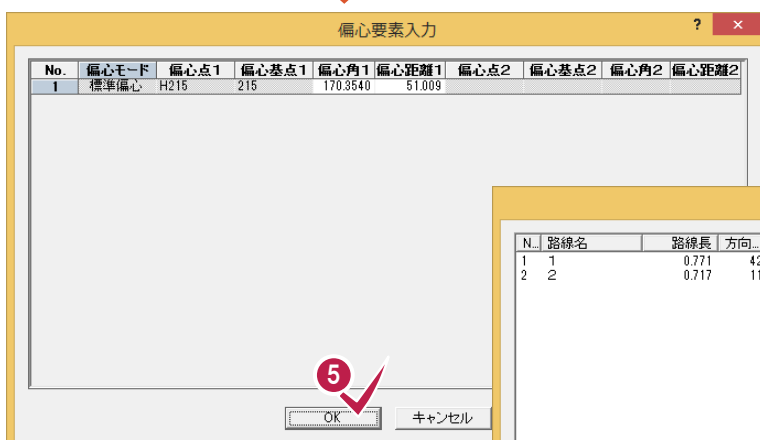 偏心要素入力
? ×
No. 偏心モード 偏心点1 偏心基点1 偏心角1 偏心距離1 偏心点2 偏心基点2 偏心角2 偏心距離2
1 標準偏心 H215 215 170.3540 51.009
N... 路線名 路線長 方向...
1 1 0.771 42
2 2 0.717 11
5
OK キャンセル